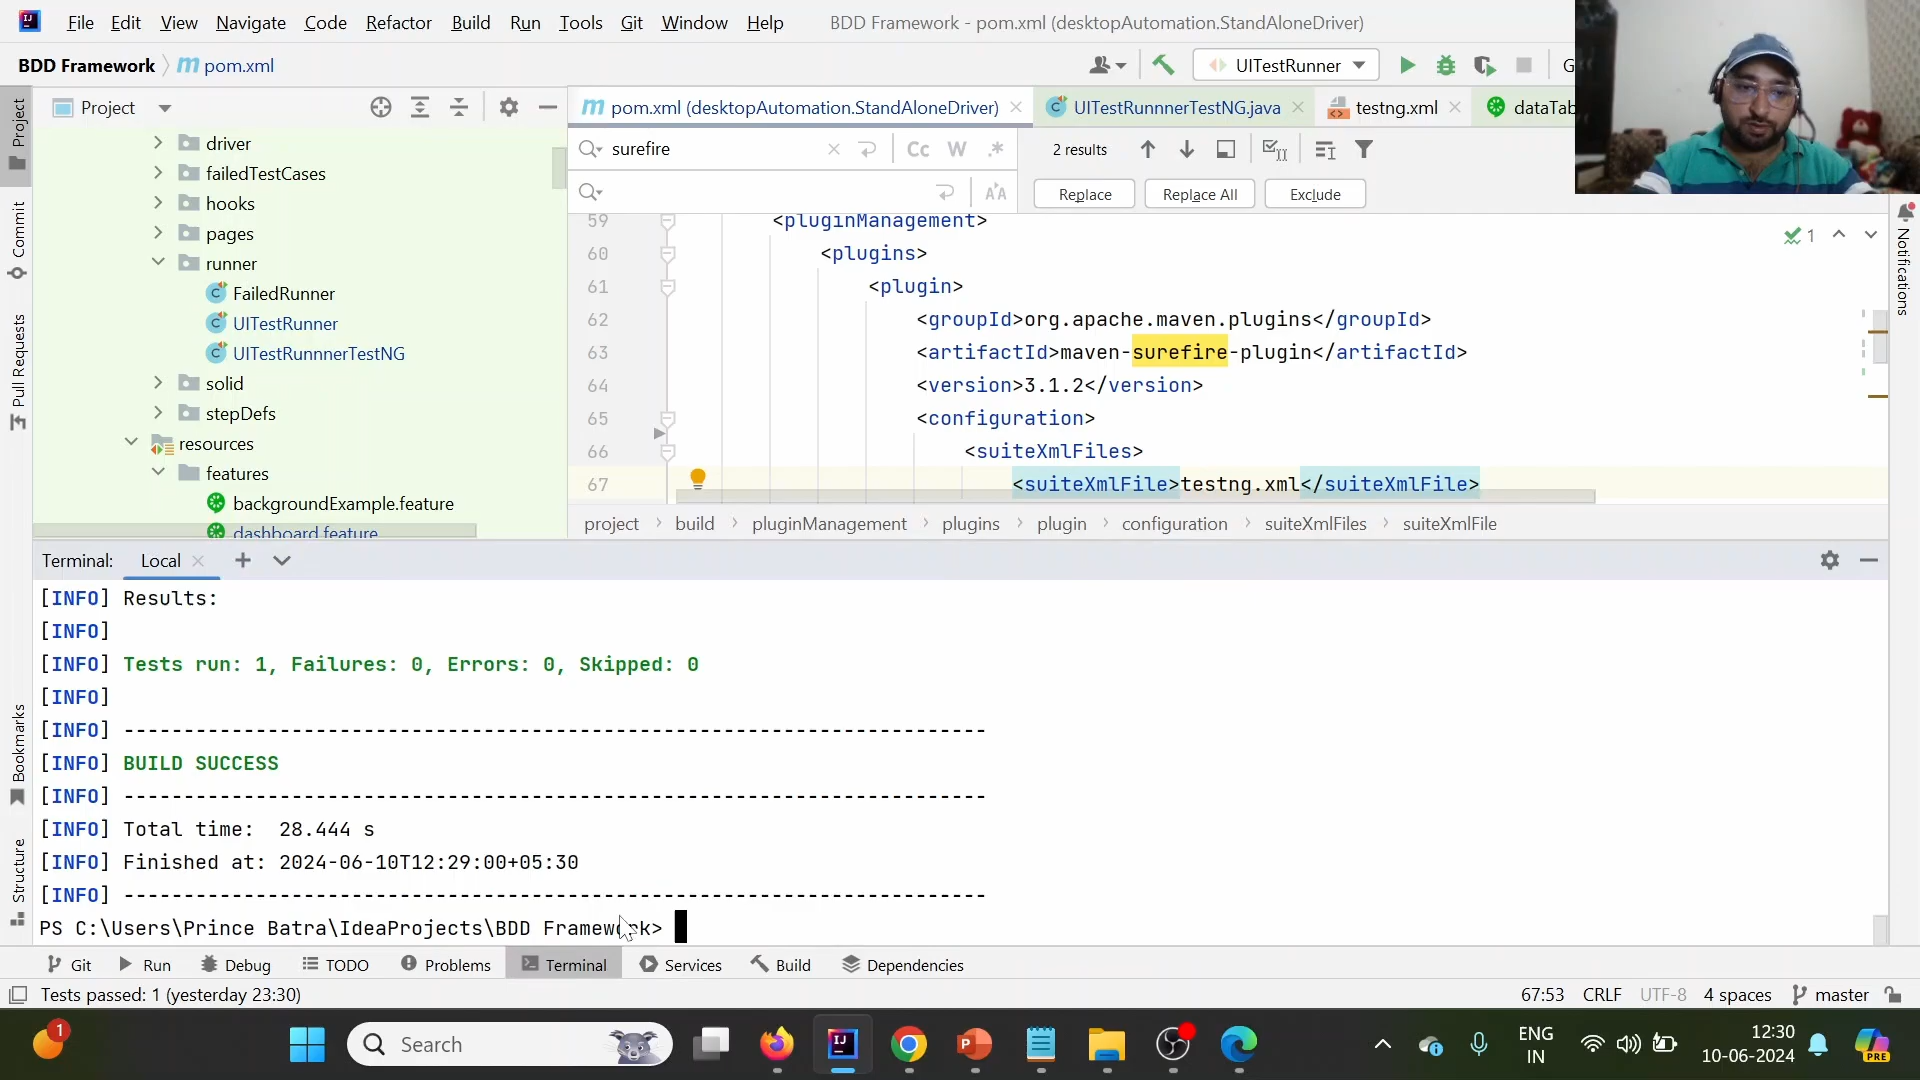 File Edit View Navigate Code Refactor Build Run Tools Git Window Help BDD Framework - pom.xml (desktopAutomation.StandAloneDriver)
BDD Framework m pom.xml UITestRunner G
Project
pom.xml (desktopAutomation.StandAloneDriver) UITestRunnnerTestNG.java testng.xml dataTab
Project
Commit
Pull Requests
Bookmarks
Structure
Notifications
driver
failedTestCases
hooks
pages
runner
FailedRunner
UITestRunner
UITestRunnnerTestNG
solid
stepDefs
resources
features
backgroundExample.feature
dashboard.feature
surefire Cc W .* 2 results
Replace Replace All Exclude
1
59 <pluginManagement>
60 <plugins>
61 <plugin>
62 <groupId>org.apache.maven.plugins</groupId>
63 <artifactId>maven-surefire-plugin</artifactId>
64 <version>3.1.2</version>
65 <configuration>
66 <suiteXmlFiles>
67 <suiteXmlFile>testng.xml</suiteXmlFile>
project build pluginManagement plugins plugin configuration suiteXmlFiles suiteXmlFile
Terminal: Local
[INFO] Results:
[INFO]
[INFO] Tests run: 1, Failures: 0, Errors: 0, Skipped: 0
[INFO]
[INFO] ------------------------------------------------------------------------
[INFO] BUILD SUCCESS
[INFO] ------------------------------------------------------------------------
[INFO] Total time:  28.444 s
[INFO] Finished at: 2024-06-10T12:29:00+05:30
[INFO] ------------------------------------------------------------------------
PS C:\Users\Prince Batra\IdeaProjects\BDD Framework>
Git Run Debug TODO Problems Terminal Services Build Dependencies
Tests passed: 1 (yesterday 23:30) 67:53 CRLF UTF-8 4 spaces master
1 Search ENG IN 12:30 10-06-2024 PRE